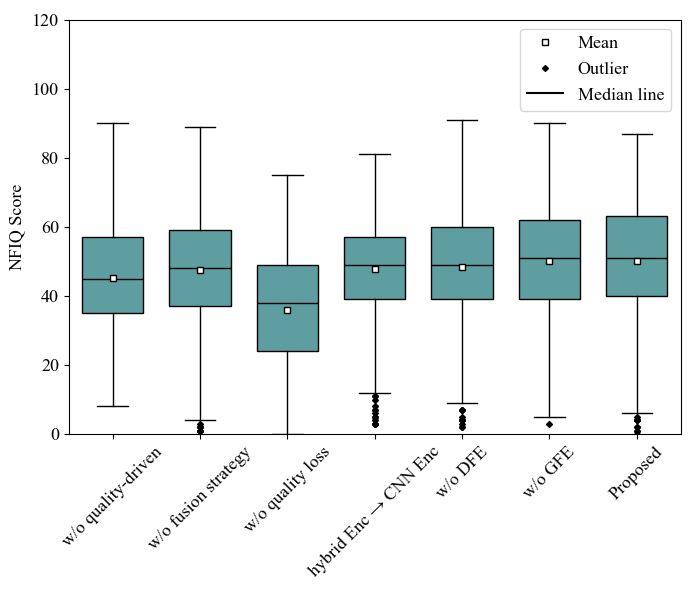 120
100
80
60
40
20
0
NFIQ Score
Mean
Outlier
Median line
w/o quality-driven
w/o fusion strategy
w/o quality loss
hybrid Enc → CNN Enc
w/o DFE
w/o GFE
Proposed